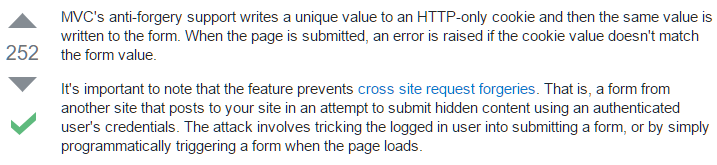 MVC's anti-forgery support writes a unique value to an HTTP-only cookie and then the same value is
written to the form. When the page is submitted, an error is raised if the cookie value doesn't match
252
the form value.
It's important to note that the feature prevents cross site request forgeries. That is, a form from
another site that posts to your site in an attempt to submit hidden content using an authenticated
user's credentials. The attack involves tricking the logged in user into submitting a form, or by simply
programmatically triggering a form when the page loads.